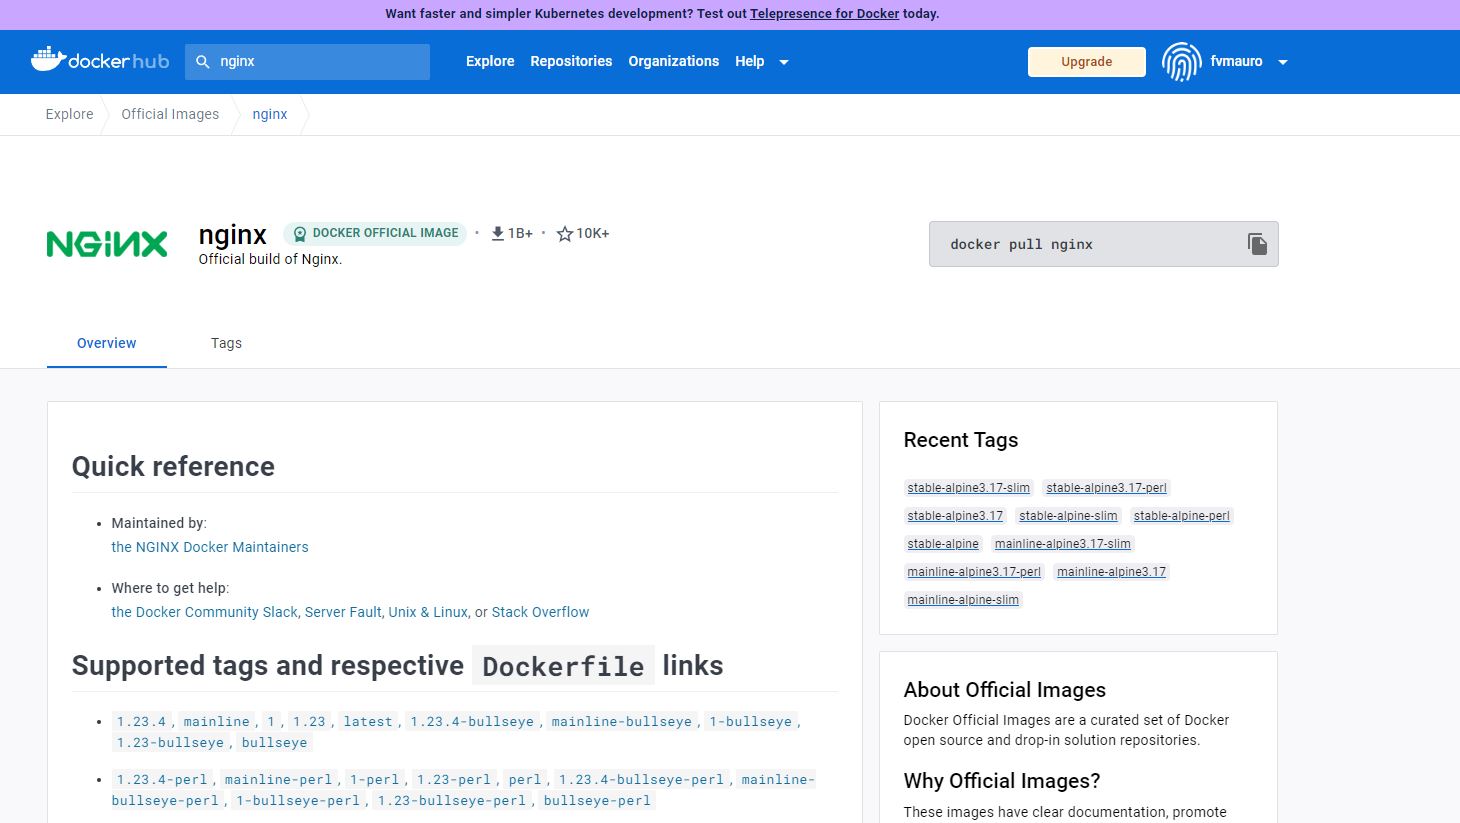 Want faster and simpler Kubernetes development? Test out Telepresence for Docker today.
docker hub
nginx
Explore
Repositories
Organizations
Help
Upgrade
fvmauro
Explore
Official Images
nginx
NGINX
nginx
DOCKER OFFICIAL IMAGE
· 1B+
· 10K+
Official build of Nginx.
docker pull nginx
Overview
Tags
Quick reference
• Maintained by:
the NGINX Docker Maintainers
• Where to get help:
the Docker Community Slack, Server Fault, Unix & Linux, or Stack Overflow
Supported tags and respective Dockerfile links
• 1.23.4, mainline, 1, 1.23, latest, 1.23.4-bullseye, mainline-bullseye, 1-bullseye,
1.23-bullseye, bullseye
• 1.23.4-perl, mainline-perl, 1-perl, 1.23-perl, perl, 1.23.4-bullseye-perl, mainline-
bullseye-perl, 1-bullseye-perl, 1.23-bullseye-perl, bullseye-perl
Recent Tags
stable-alpine3.17-slim stable-alpine3.17-perl
stable-alpine3.17 stable-alpine-slim stable-alpine-perl
stable-alpine mainline-alpine3.17-slim
mainline-alpine3.17-perl mainline-alpine3.17
mainline-alpine-slim
About Official Images
Docker Official Images are a curated set of Docker
open source and drop-in solution repositories.
Why Official Images?
These images have clear documentation, promote